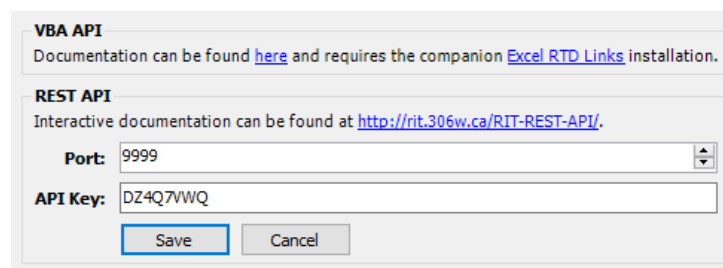 VBA API
Documentation can be found here and requires the companion Excel RTD Links installation.
REST API
Interactive documentation can be found at http://rit.306w.ca/RIT-REST-API/.
Port: 9999
API Key: DZ4Q7VWQ
Save Cancel